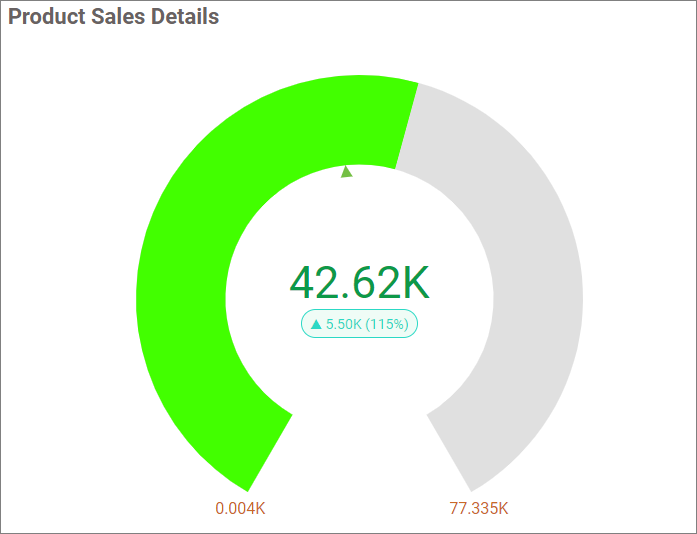 Product Sales Details
42.62K
▲ 5.50K (115%)
0.004K
77.335K